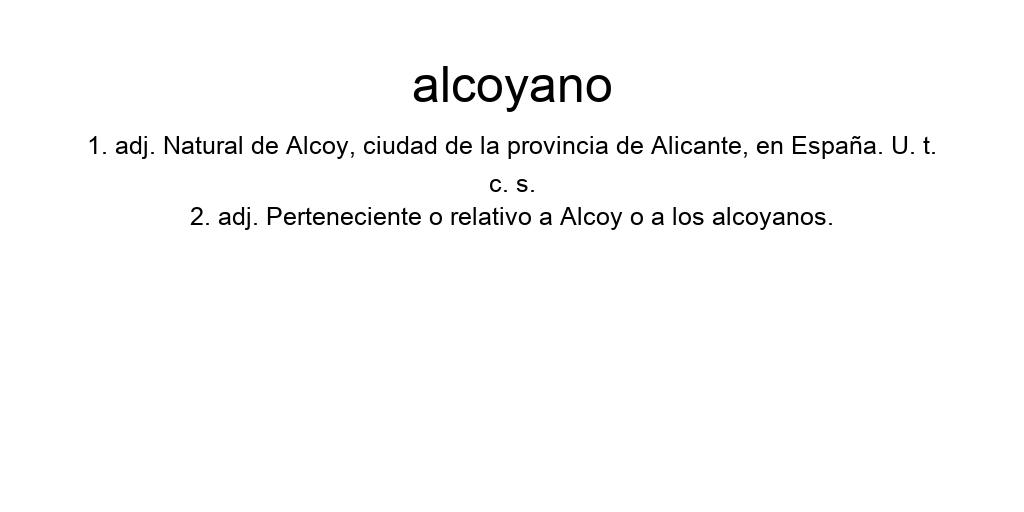 alcoyano
1. adj. Natural de Alcoy, ciudad de la provincia de Alicante, en España. U. t.
c. s.
2. adj. Perteneciente o relativo a Alcoy o a los alcoyanos.